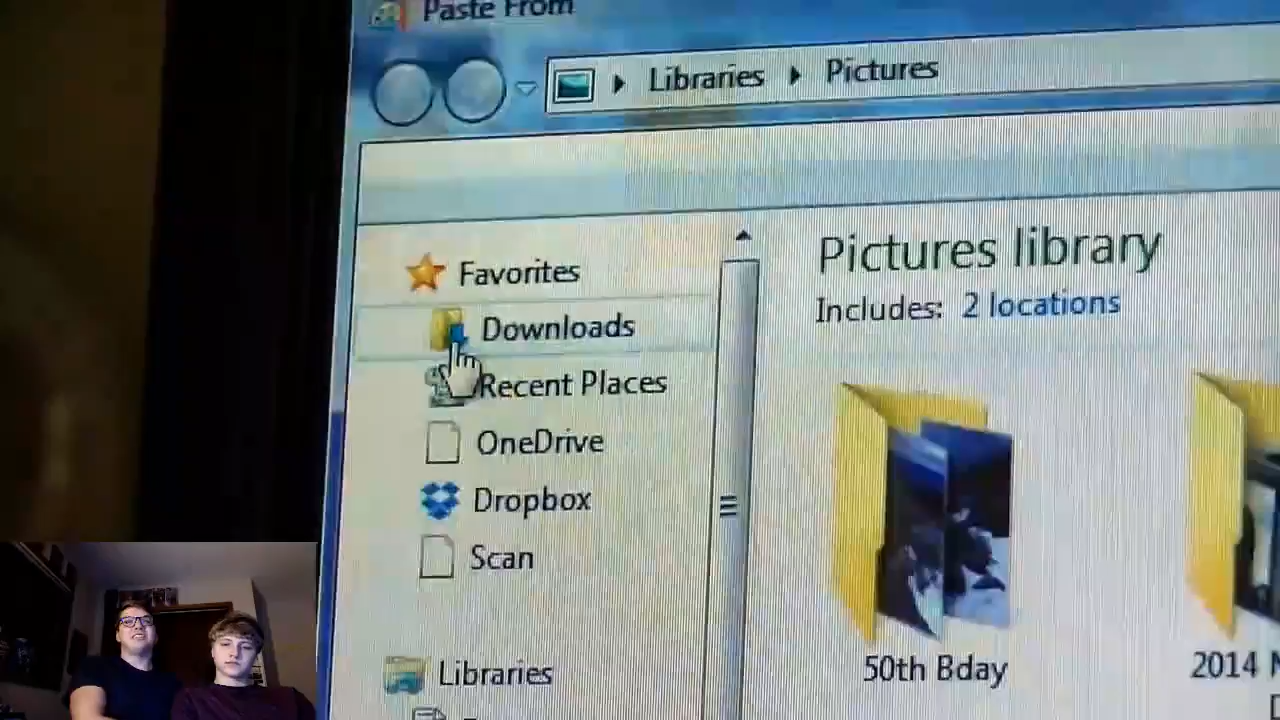 Paste From
Libraries
Pictures
Favorites
Downloads
Recent Places
OneDrive
Dropbox
Scan
Libraries
Pictures library
Includes: 2 locations
50th Bday
2014